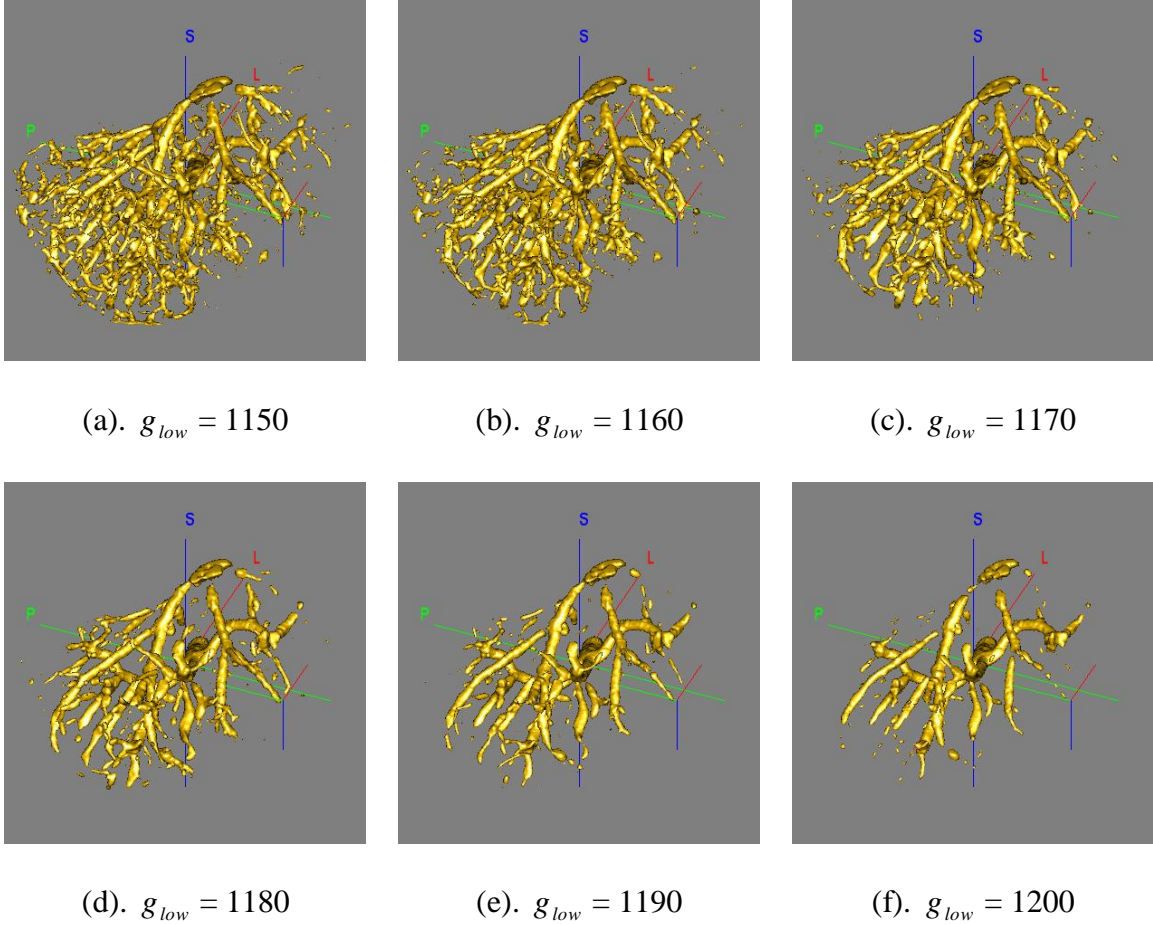 S
L
P
S
L
P
S
L
P
(a). g_low = 1150
(b). g_low = 1160
(c). g_low = 1170
S
L
P
S
L
P
S
L
P
(d). g_low = 1180
(e). g_low = 1190
(f). g_low = 1200